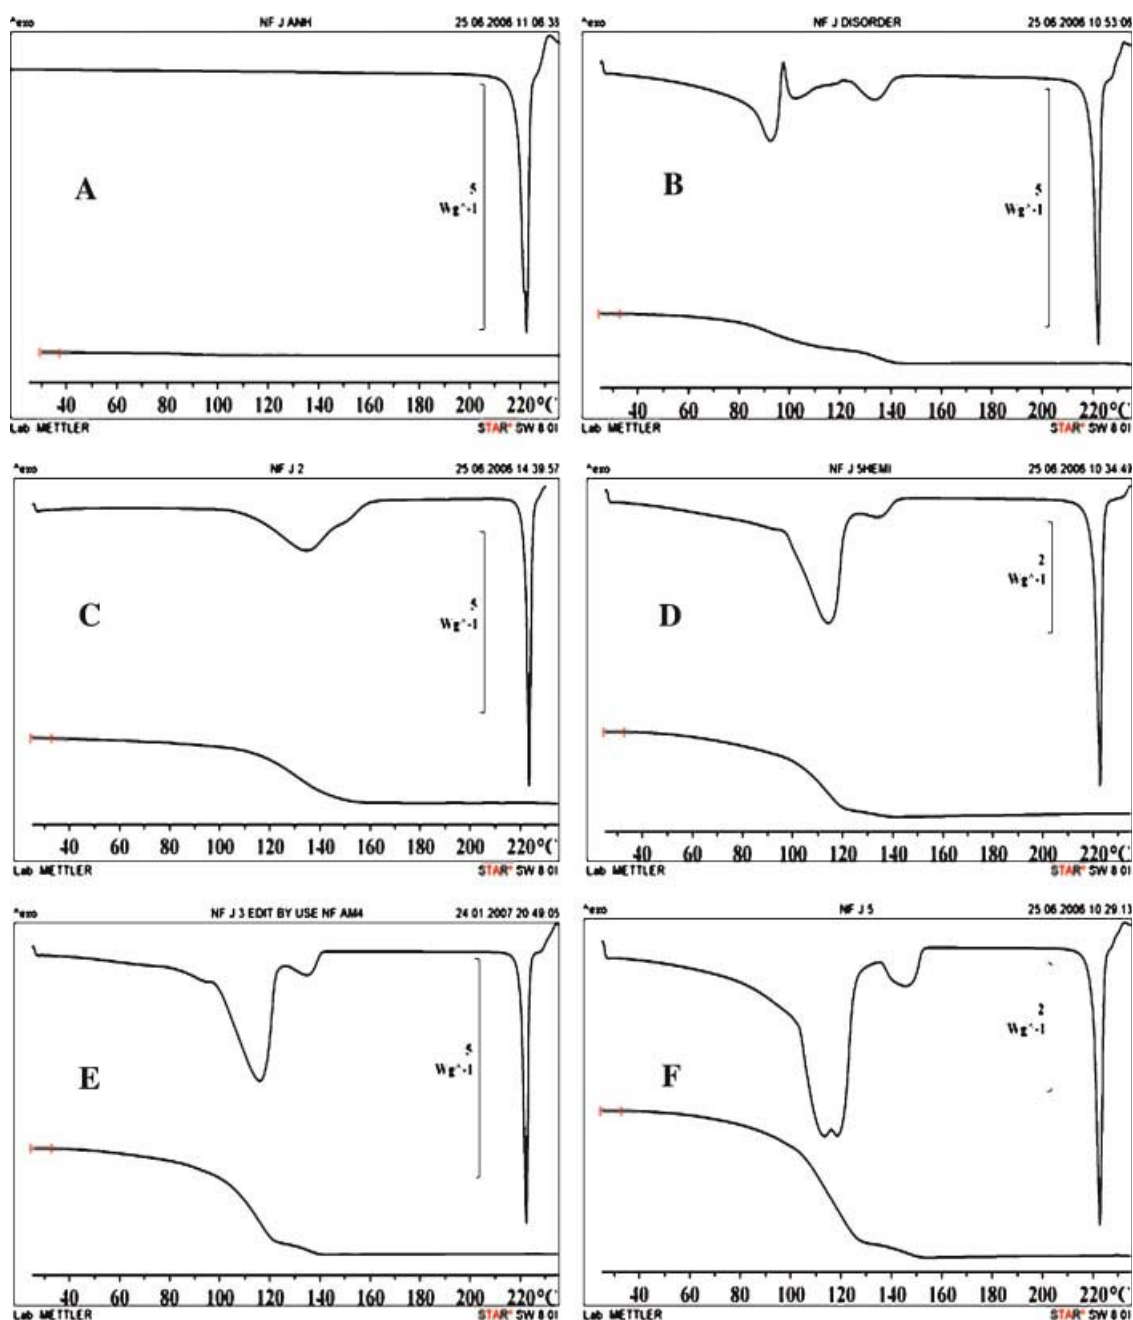 ^exo NF J ANH 25 06 2006 11 06 38
A
5
Wg^-1
40 60 80 100 120 140 160 180 200 220°C
Lab METTLER STAR® SW 8 01
^exo NF J DISORDER 25 06 2006 10 53 06
B
5
Wg^-1
40 60 80 100 120 140 160 180 200 220°C
Lab METTLER STAR® SW 8 01
^exo NF J 2 25 06 2006 14 39 57
C
5
Wg^-1
40 60 80 100 120 140 160 180 200 220°C
Lab METTLER STAR® SW 8 01
^exo NF J 5HEMI 25 06 2006 10 34 49
D
2
Wg^-1
40 60 80 100 120 140 160 180 200 220°C
Lab METTLER STAR® SW 8 01
^exo NF J 3 EDIT BY USE NF AM4 24 01 2007 20 49 05
E
5
Wg^-1
40 60 80 100 120 140 160 180 200 220°C
Lab METTLER STAR® SW 8 01
^exo NF J 5 25 06 2006 10 29 13
F
2
Wg^-1
40 60 80 100 120 140 160 180 200 220°C
Lab METTLER STAR® SW 8 01